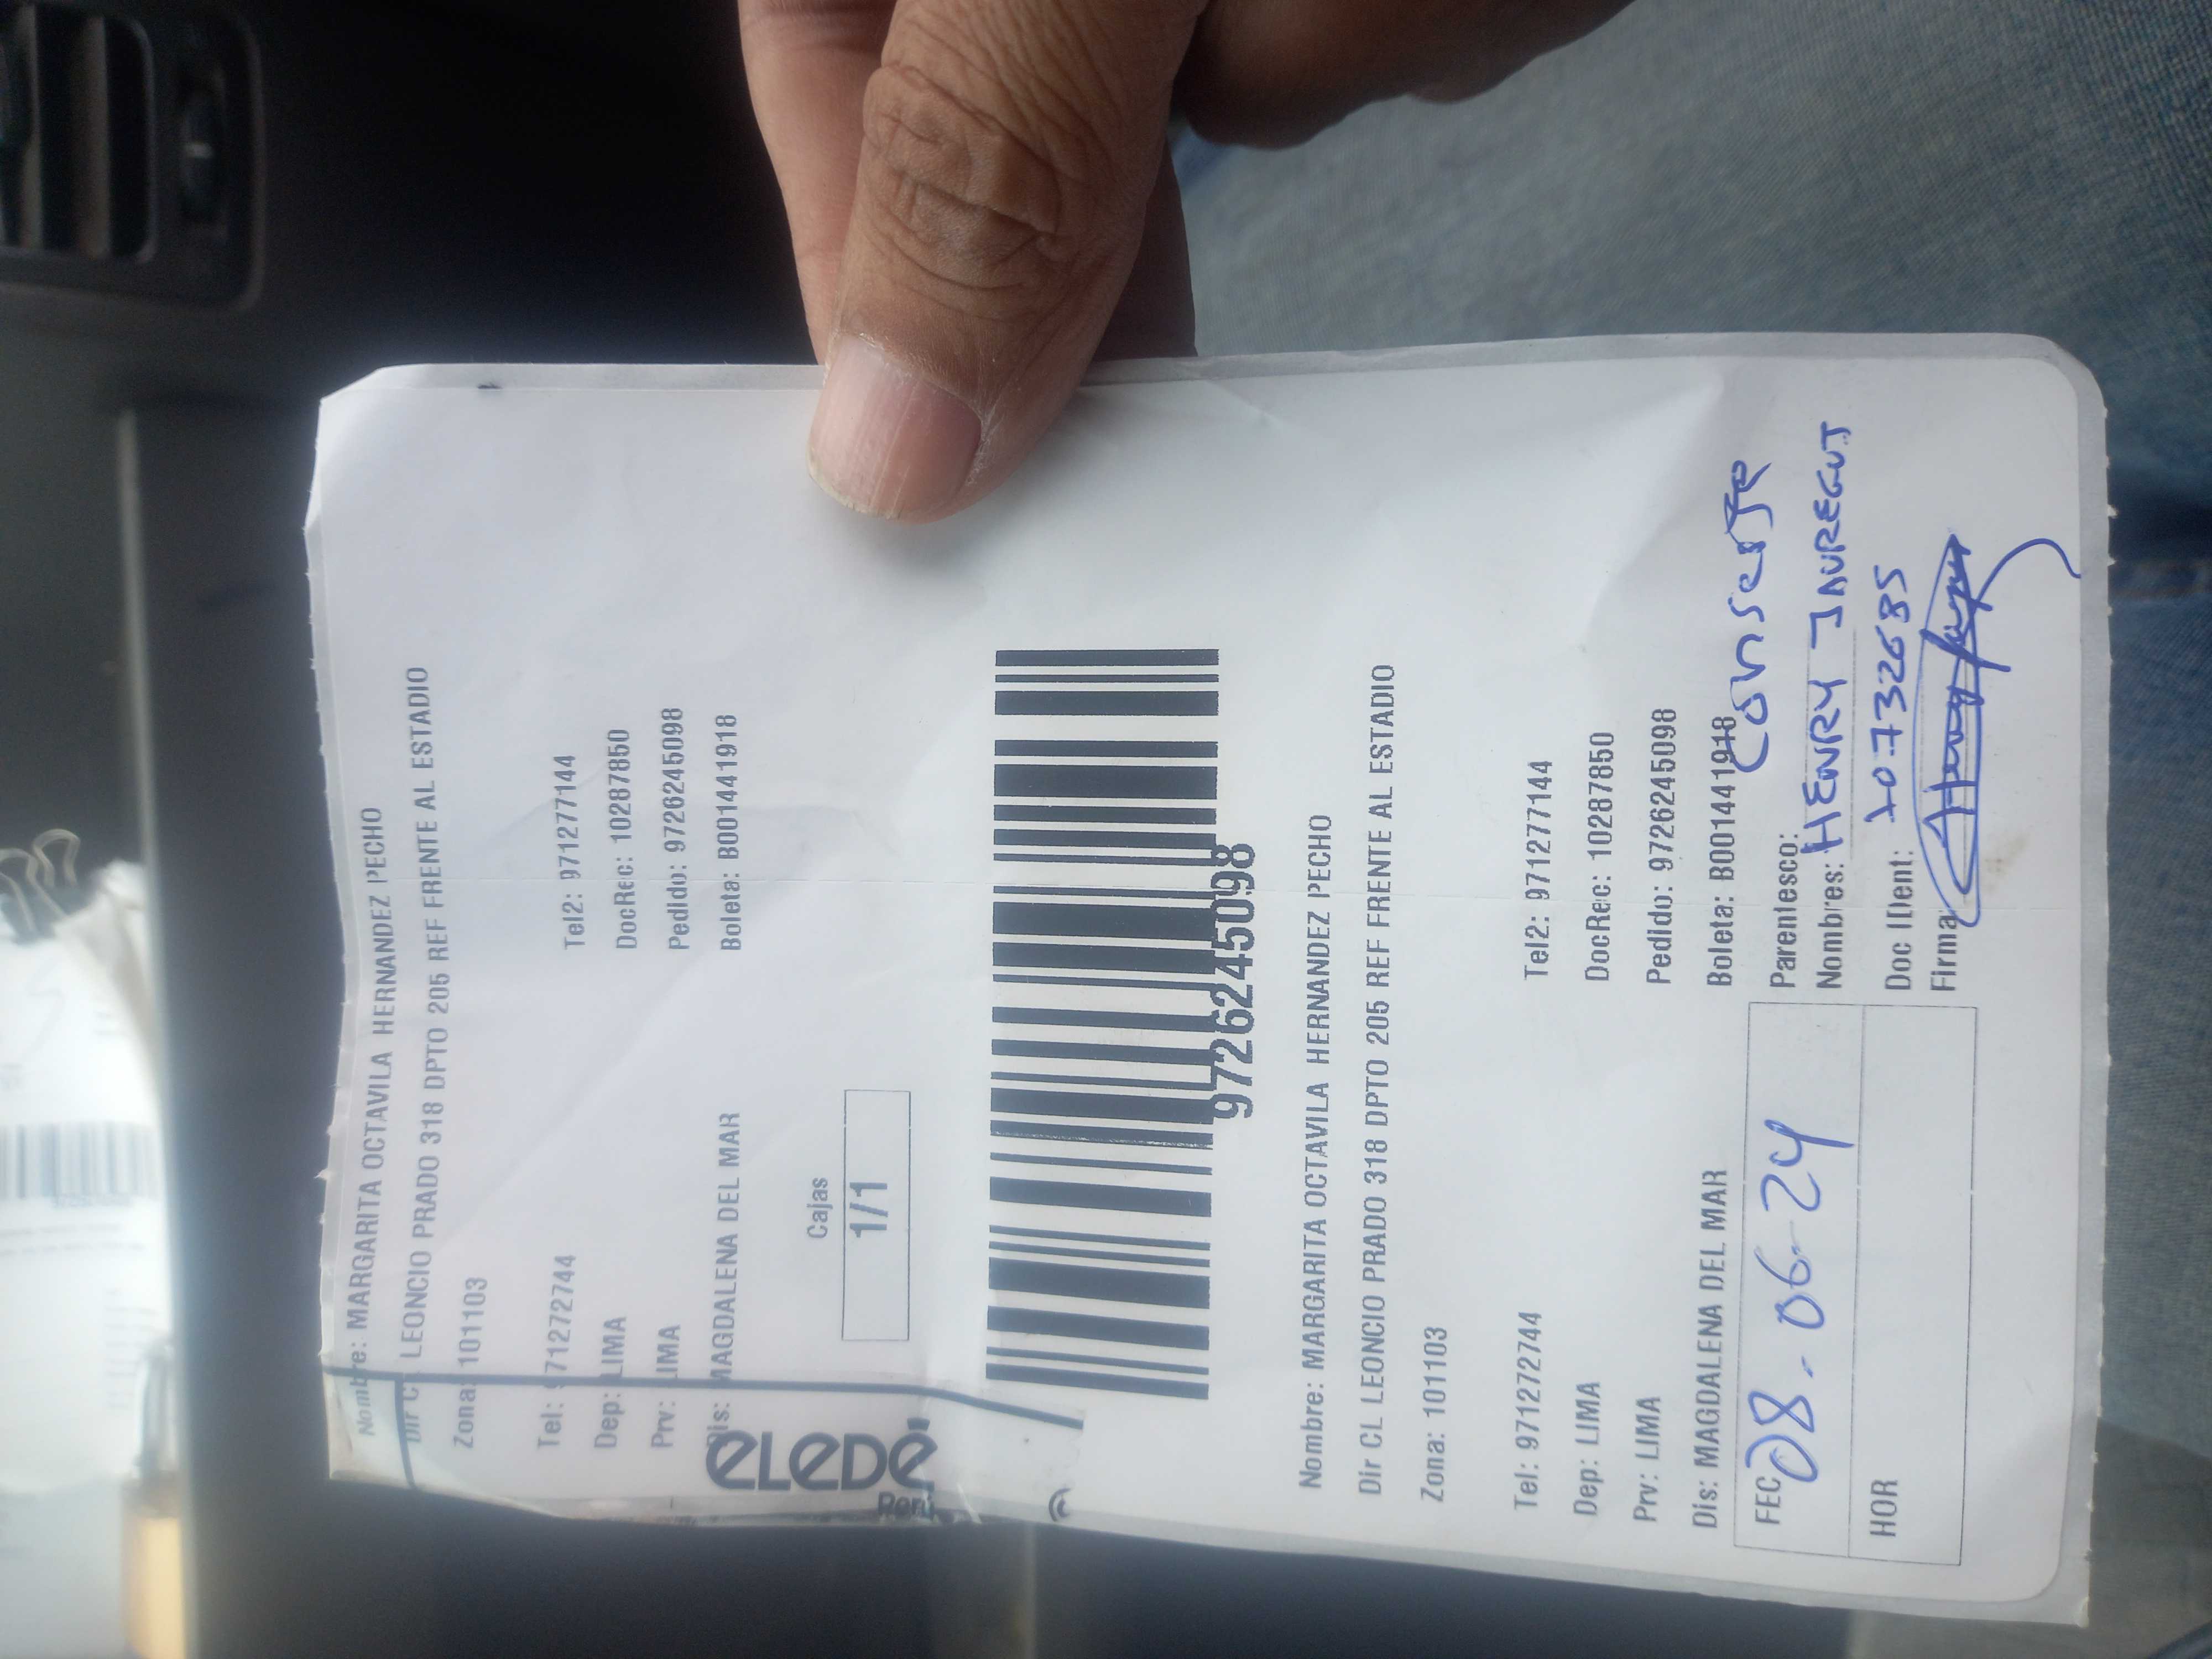 Nombre: MARGARITA OCTAVILA HERNANDEZ PECHO
Dir CL LEONCIO PRADO 318 DPTO 205 REF FRENTE AL ESTADIO
Zona: 101103
Tel: 971272744 Tel2: 971277144
Dep: LIMA DocRec: 10287850
Prv: LIMA Pedido: 9726245098
Dis: MAGDALENA DEL MAR Boleta: B001441918
eLeDe
Perú
Cajas
1/1
9726245098
Nombre: MARGARITA OCTAVILA HERNANDEZ PECHO
Dir CL LEONCIO PRADO 318 DPTO 205 REF FRENTE AL ESTADIO
Zona: 101103
Tel: 971272744 Tel2: 971277144
Dep: LIMA DocRec: 10287850
Prv: LIMA Pedido: 9726245098
Dis: MAGDALENA DEL MAR Boleta: B001441918
FEC 08.06-24
HOR
Parentesco: Conserje
Nombres: HENRY JAUREGUI
Doc IDent: 10732685
Firma